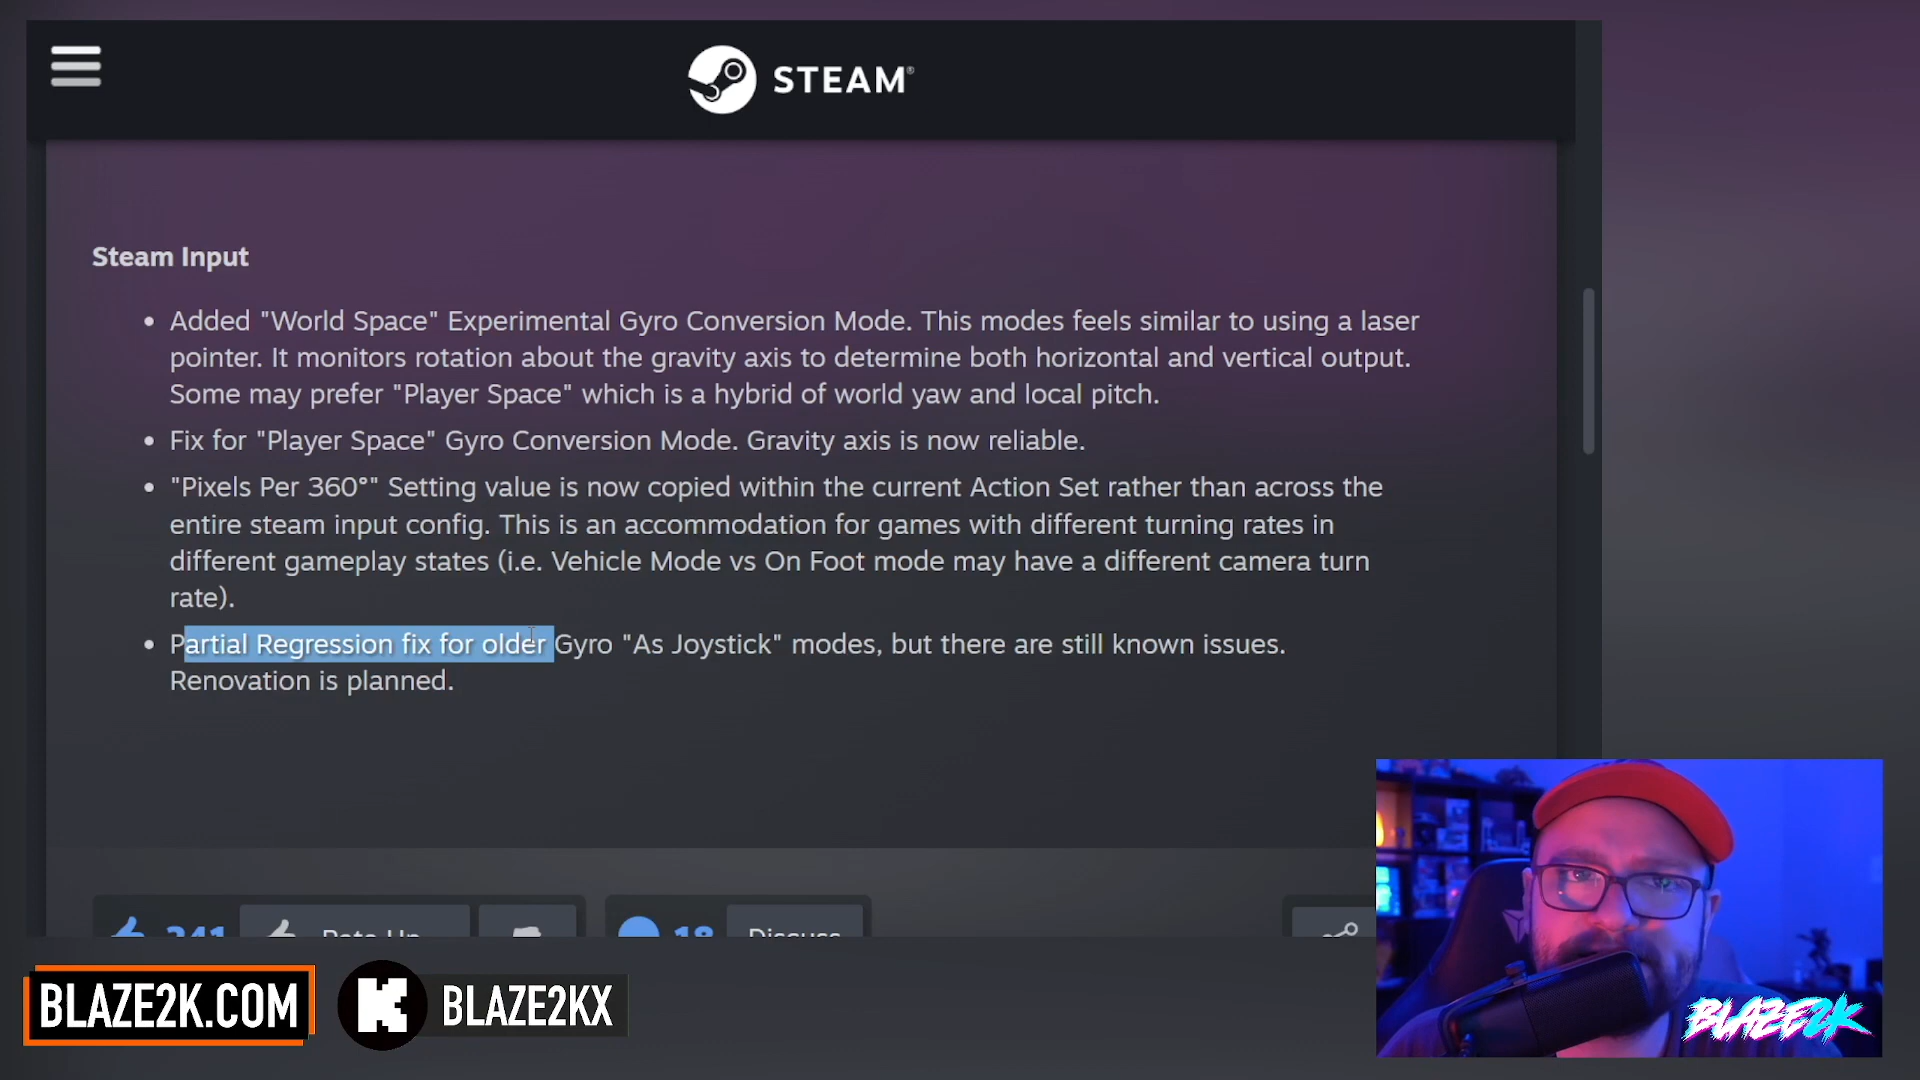 STEAM®
Steam Input
• Added "World Space" Experimental Gyro Conversion Mode. This modes feels similar to using a laser
pointer. It monitors rotation about the gravity axis to determine both horizontal and vertical output.
Some may prefer "Player Space" which is a hybrid of world yaw and local pitch.
• Fix for "Player Space" Gyro Conversion Mode. Gravity axis is now reliable.
• "Pixels Per 360°" Setting value is now copied within the current Action Set rather than across the
entire steam input config. This is an accommodation for games with different turning rates in
different gameplay states (i.e. Vehicle Mode vs On Foot mode may have a different camera turn
rate).
• Partial Regression fix for older Gyro "As Joystick" modes, but there are still known issues.
Renovation is planned.
241 Rate Up 18 Discuss
BLAZE2K.COM
BLAZE2KX
BLAZE2K